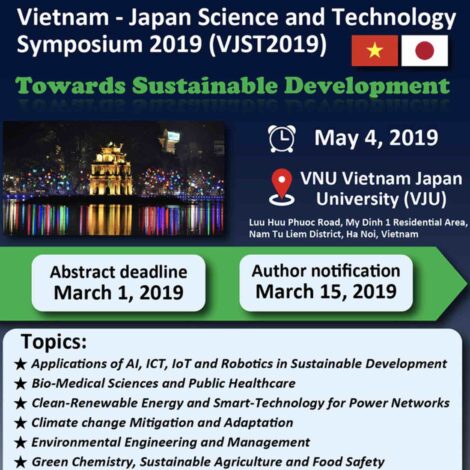 Vietnam - Japan Science and Technology
Symposium 2019 (VJST2019)
Towards Sustainable Development
May 4, 2019
VNU Vietnam Japan
University (VJU)
Luu Huu Phuoc Road, My Dinh 1 Residential Area,
Nam Tu Liem District, Ha Noi, Vietnam
Abstract deadline
March 1, 2019
Author notification
March 15, 2019
Topics:
★ Applications of AI, ICT, IoT and Robotics in Sustainable Development
★ Bio-Medical Sciences and Public Healthcare
★ Clean-Renewable Energy and Smart-Technology for Power Networks
★ Climate change Mitigation and Adaptation
★ Environmental Engineering and Management
★ Green Chemistry, Sustainable Agriculture and Food Safety